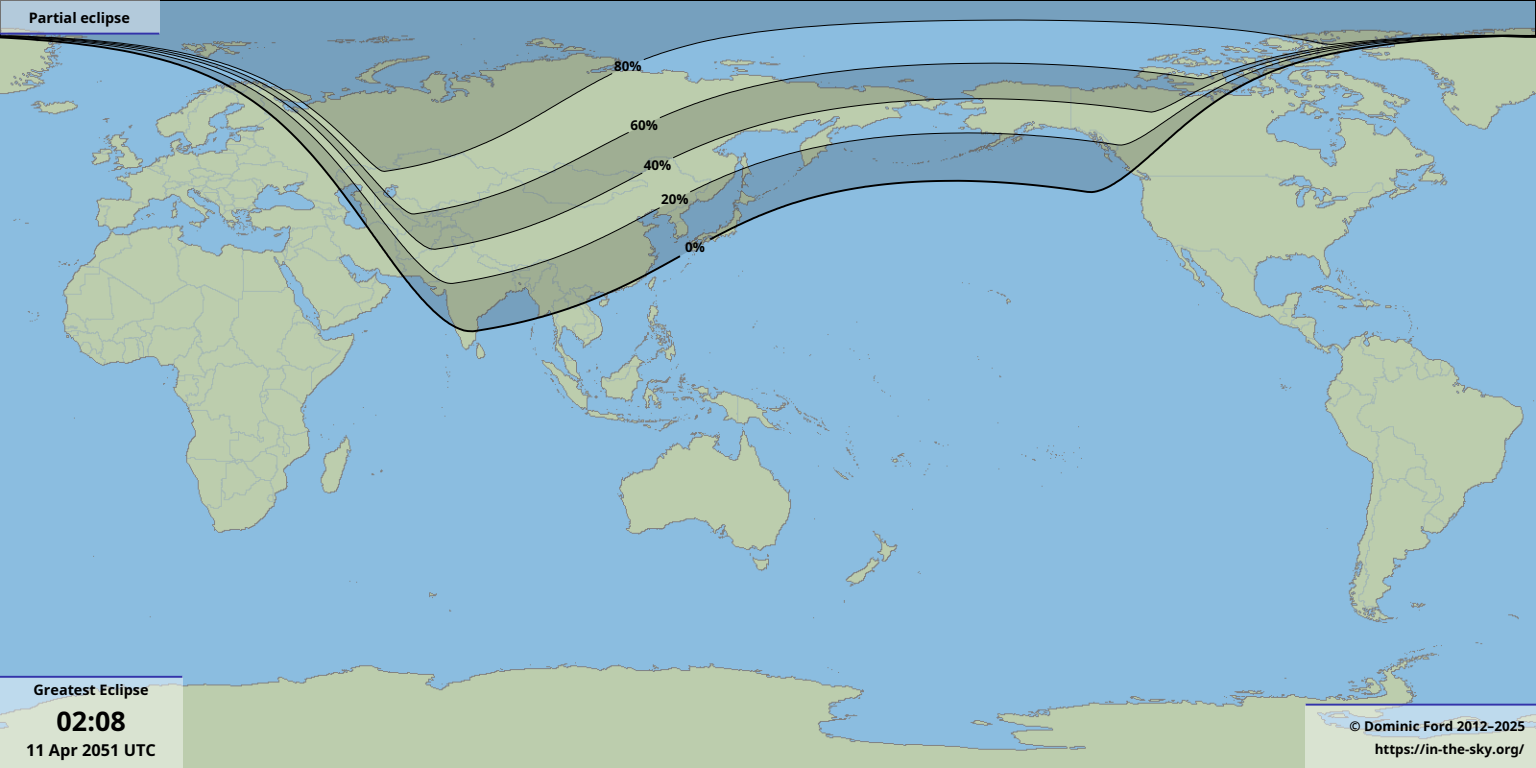 Partial eclipse
80%
60%
40%
20%
0%
Greatest Eclipse
02:08
11 Apr 2051 UTC
© Dominic Ford 2012–2025
https://in-the-sky.org/